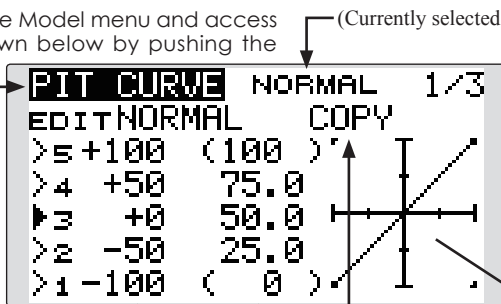 e Model menu and access
wn below by pushing the
(Currently selected
PIT CURVE NORMAL 1/3
EDIT NORMAL COPY
>5 +100 (100 )
>4 +50 75.0
▶3 +0 50.0
>2 -50 25.0
>1 -100 ( 0 )